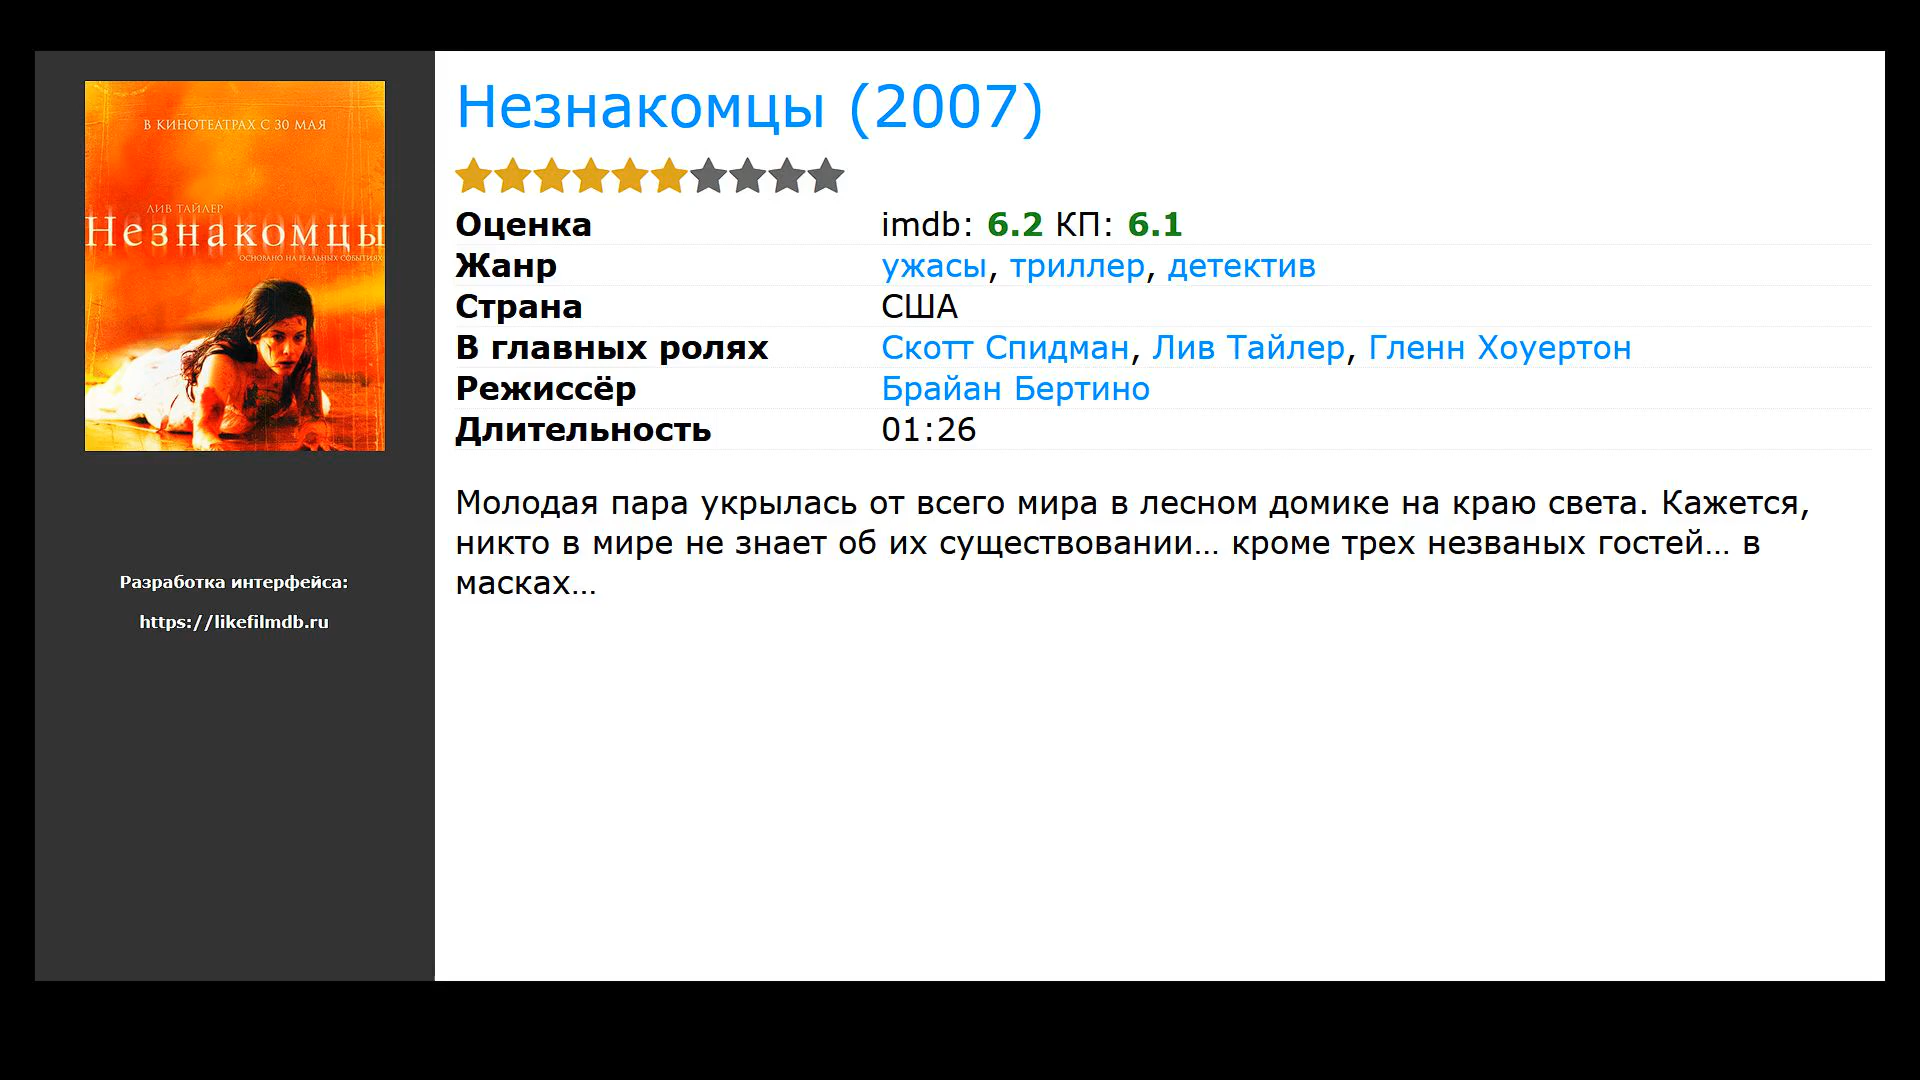 В КИНОТЕАТРАХ С 30 МАЯ
ЛИВ ТАЙЛЕР
Незнакомцы
ОСНОВАНО НА РЕАЛЬНЫХ СОБЫТИЯХ
Разработка интерфейса:
https://likefilmdb.ru
Незнакомцы (2007)
Оценка imdb: 6.2 КП: 6.1
Жанр ужасы, триллер, детектив
Страна США
В главных ролях Скотт Спидман, Лив Тайлер, Гленн Хоуертон
Режиссёр Брайан Бертино
Длительность 01:26
Молодая пара укрылась от всего мира в лесном домике на краю света. Кажется,
никто в мире не знает об их существовании… кроме трех незваных гостей… в
масках…